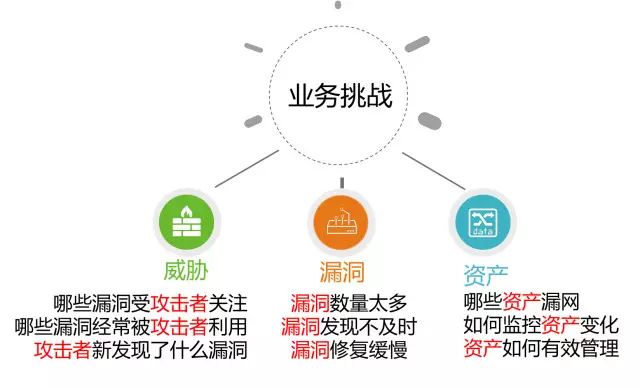 业务挑战
威胁
哪些漏洞受攻击者关注
哪些漏洞经常被攻击者利用
攻击者新发现了什么漏洞
漏洞
漏洞数量太多
漏洞发现不及时
漏洞修复缓慢
data
资产
哪些资产漏网
如何监控资产变化
资产如何有效管理